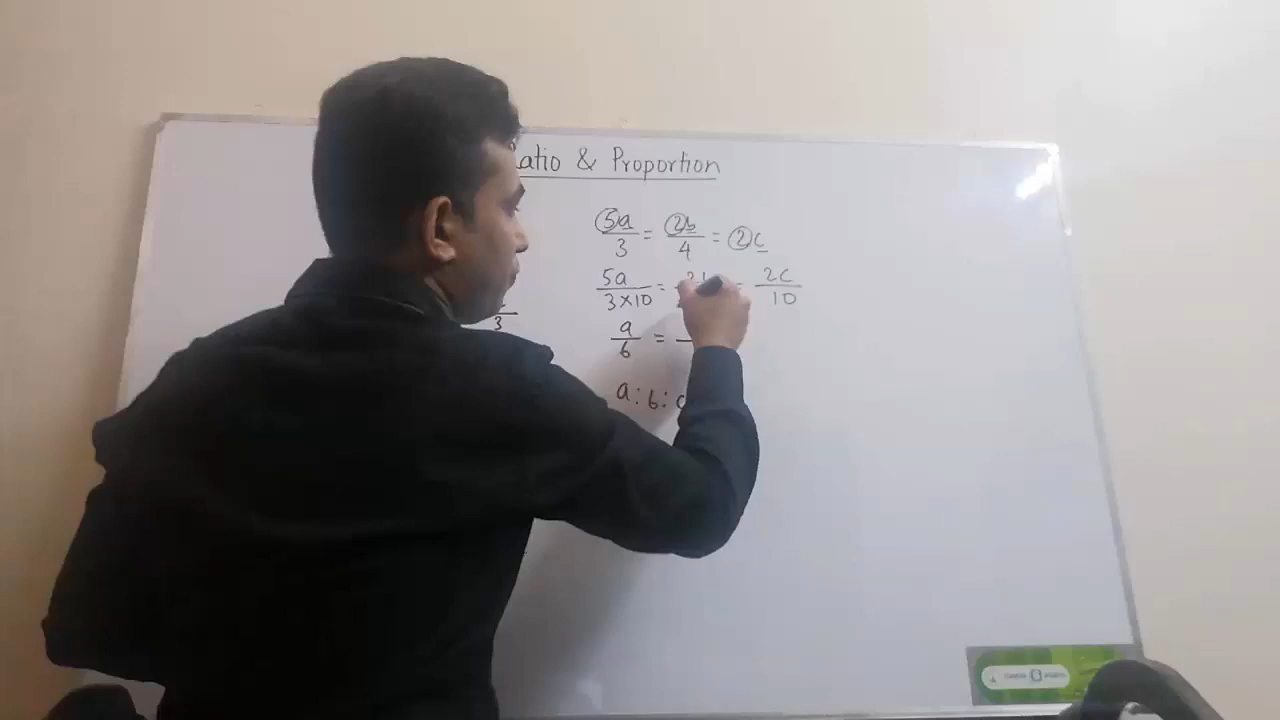 atio & Proportion
5a/3 = 2b/4 = 2c
5a/3×10 = = 2c/10
a/6 =
a : b : c
3